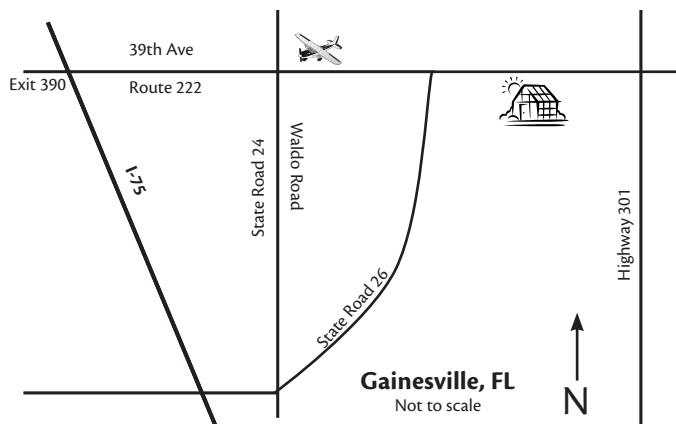 39th Ave
Exit 390
Route 222
I-75
State Road 24
Waldo Road
Highway 301
State Road 26
Gainesville, FL
Not to scale
N